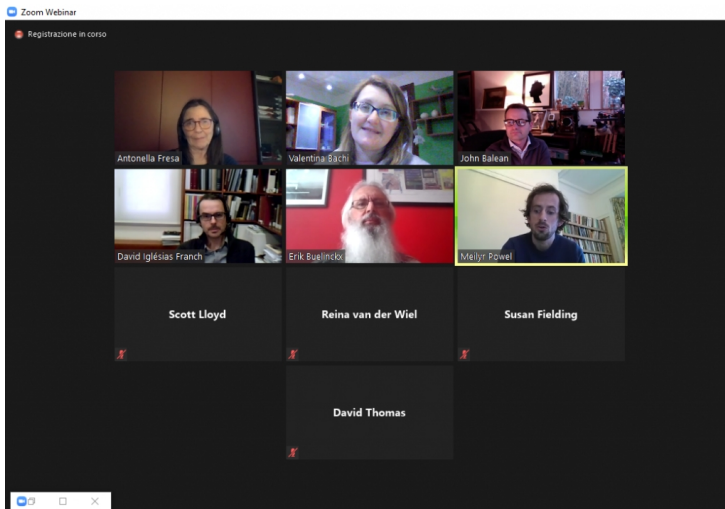 Zoom Webinar
Registrazione in corso
Antonella Fresa
Valentina Bachi
John Balean
David Iglésias Franch
Erik Buelinckx
Meilyr Powel
Scott Lloyd
Reina van der Wiel
Susan Fielding
David Thomas